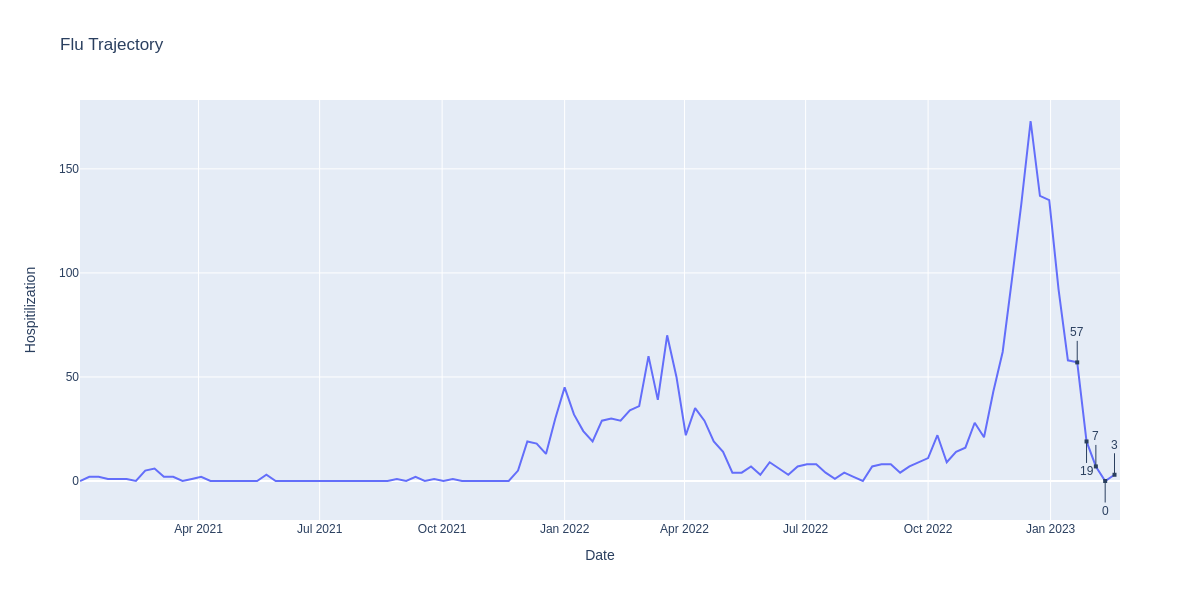 Flu Trajectory
Hospitilization
150
100
50
0
57
7
3
19
0
Apr 2021
Jul 2021
Oct 2021
Jan 2022
Apr 2022
Jul 2022
Oct 2022
Jan 2023
Date